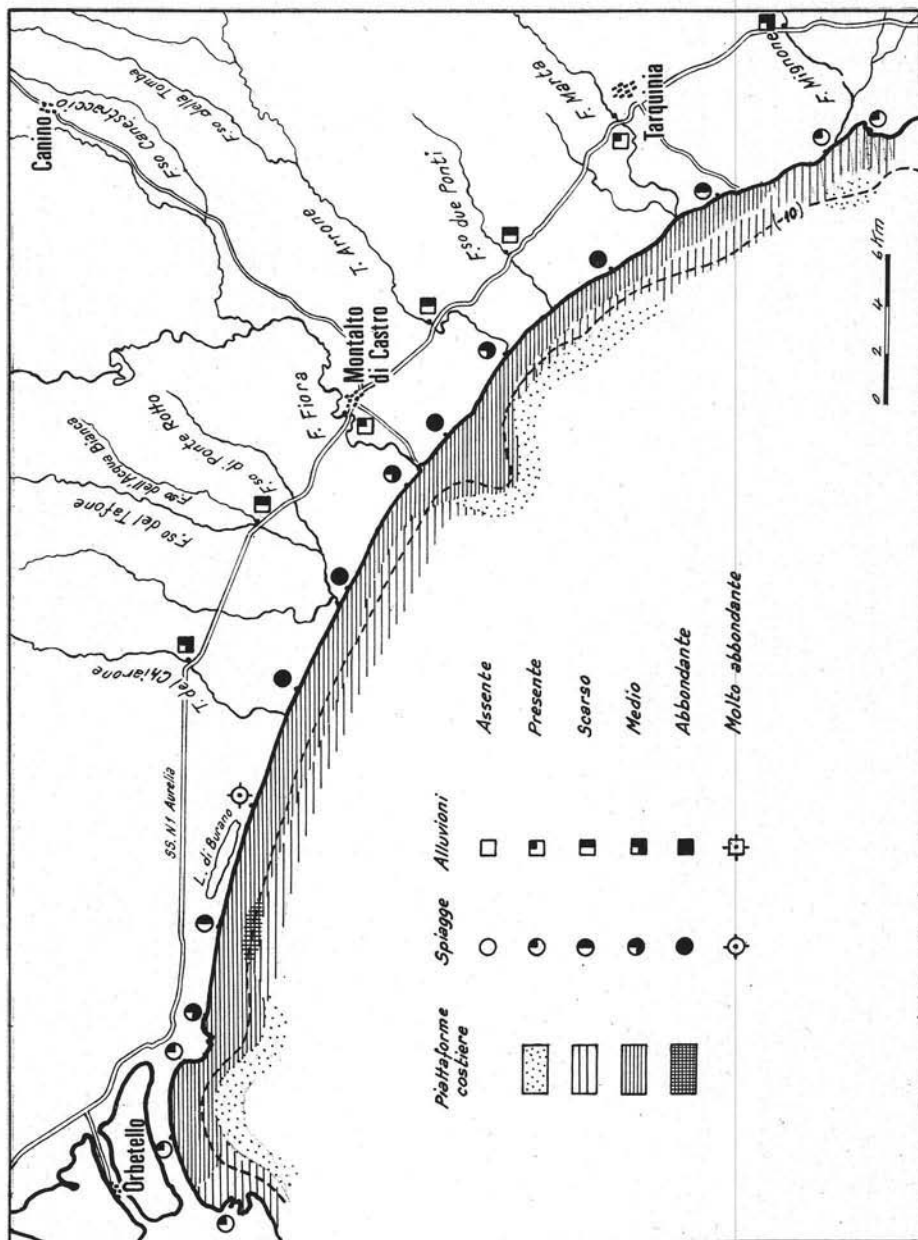 Canino
F.so Canestraccio
F.so della Tomba
T. Arrone
F.so due Ponti
F. Marta
Tarquinia
F. Mignone
Montalto
di Castro
F. Fiora
F.so di Ponte Rotto
F.so dell'Acqua Bianca
F.so del Tafone
T. del Chiarone
SS. N1 Aurelia
L. di Burano
Orbetello
(10)
0 2 4 6 Km
Piattaforme
costiere
Spiagge
Alluvioni
Assente
Presente
Scarso
Medio
Abbondante
Molto abbondante